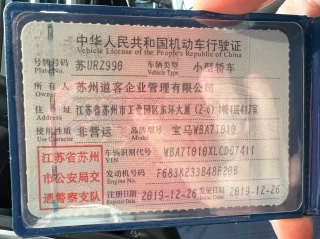 中华人民共和国机动车行驶证
Vehicle License of the People's Republic of China
号牌号码 苏URZ998 车辆类型 小型轿车
Plate No. Vehicle Type
所有人 苏州道客企业管理有限公司
Owner
住址 江苏省苏州市工业园区东环大厦
Address
使用性质 非营运 品牌型号 宝马WBA7T010
Use Character Model
江苏省苏州
市公安局交
通警察支队
车辆识别代号 WBA7T010XLCD07411
VIN
发动机号码 F683XZ33B48B20B
Engine No.
注册日期 2019-12-26 发证日期 2019-12-26
Register Date Issue Date